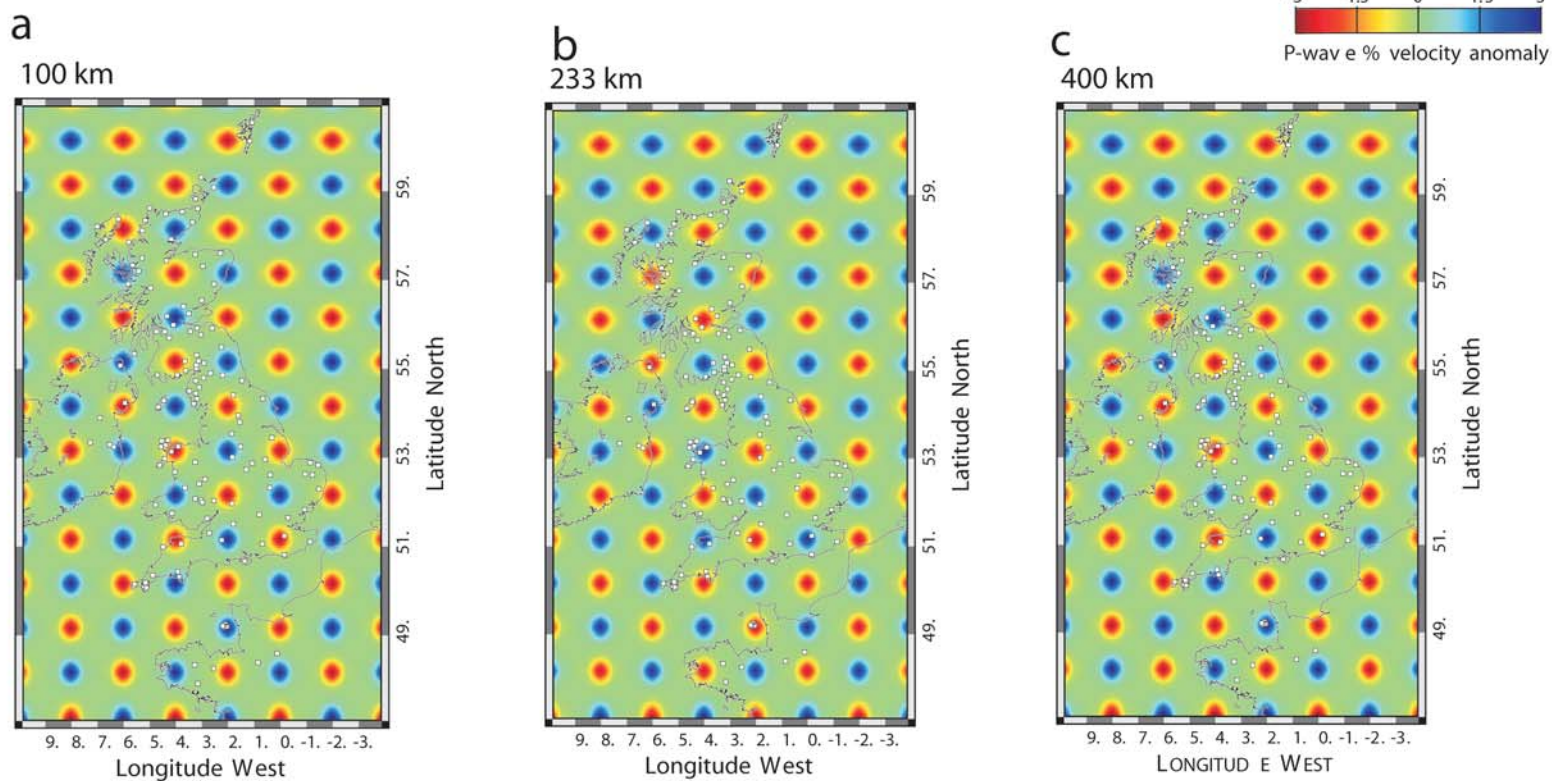 a
100 km
59.
57.
55.
53.
51.
49.
Latitude North
9. 8. 7. 6. 5. 4. 3. 2. 1. 0. -1. -2. -3.
Longitude West
b
233 km
59.
57.
55.
53.
51.
49.
Latitude North
9. 8. 7. 6. 5. 4. 3. 2. 1. 0. -1. -2. -3.
Longitude West
c
400 km
P-wav e % velocity anomaly
59.
57.
55.
53.
51.
49.
Latitude North
9. 8. 7. 6. 5. 4. 3. 2. 1. 0. -1. -2. -3.
LONGITUD E WEST